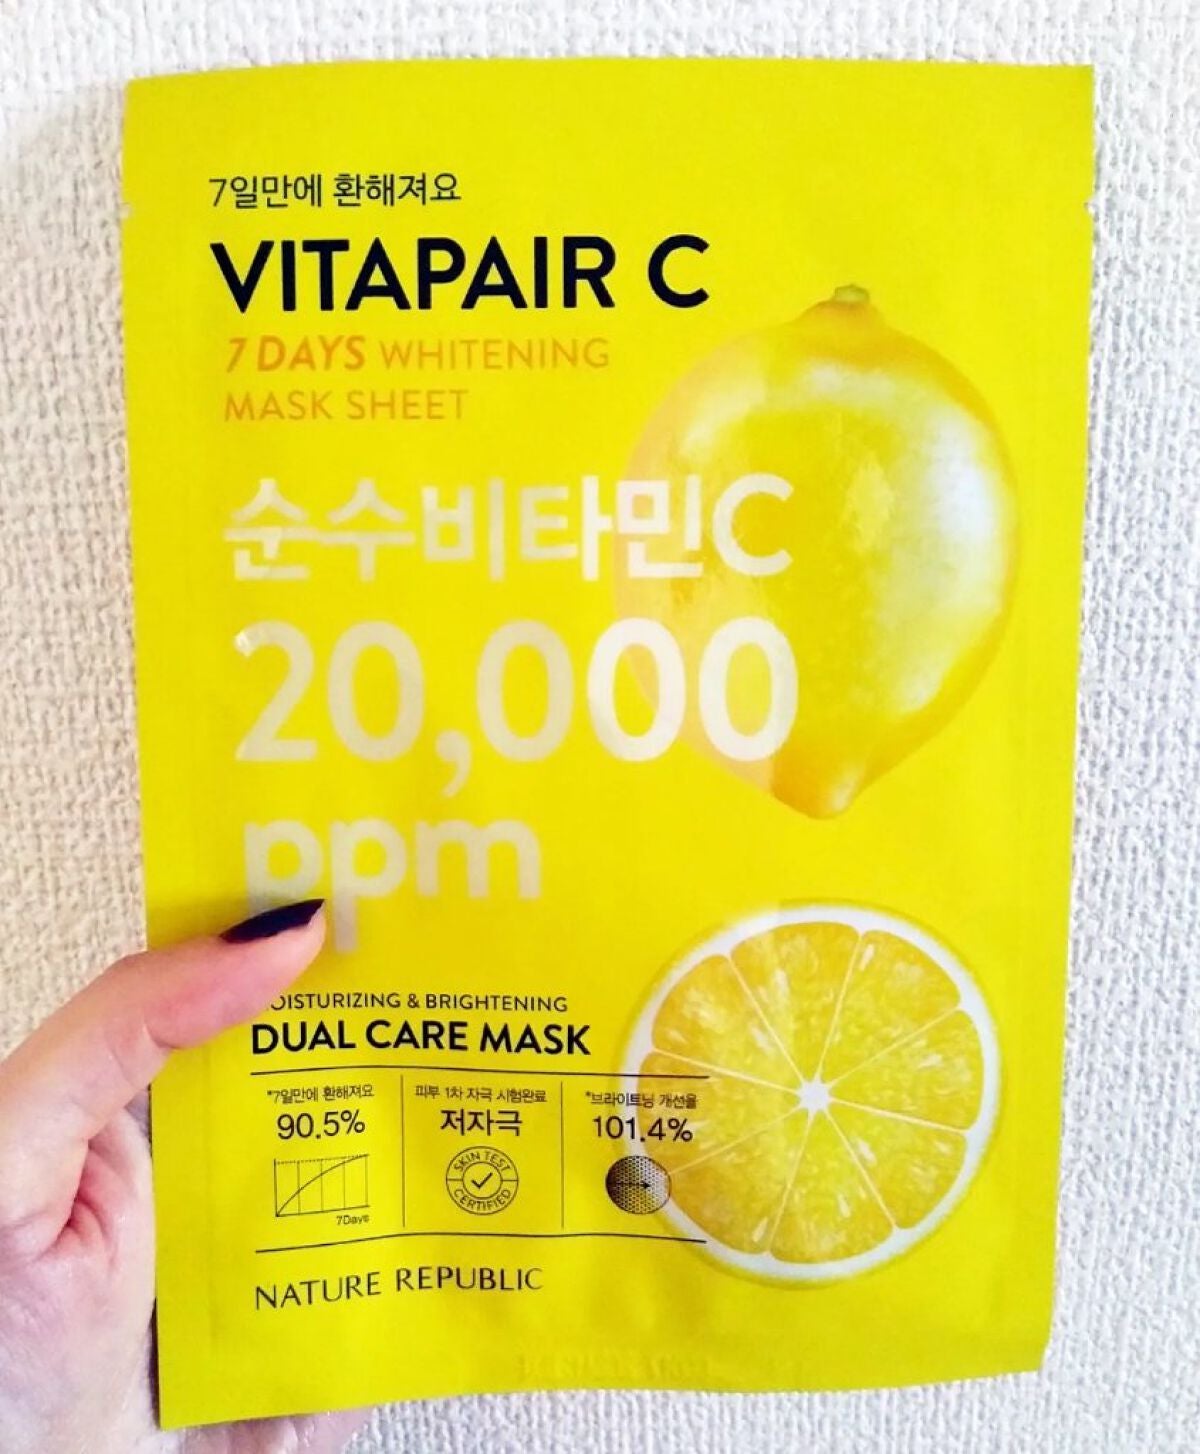 7일만에 환해져요
VITAPAIR C
7 DAYS WHITENING
MASK SHEET
순수비타민C
20,000
ppm
& BRIGHTENING
DUAL CARE MASK
*7일만에 환해져요
90.5%
7Days
피부 1차 자극 시험완료
저자극
SKIN TEST
CERTIFIED
*브라이트닝 개선율
101.4%
NATURE REPUBLIC